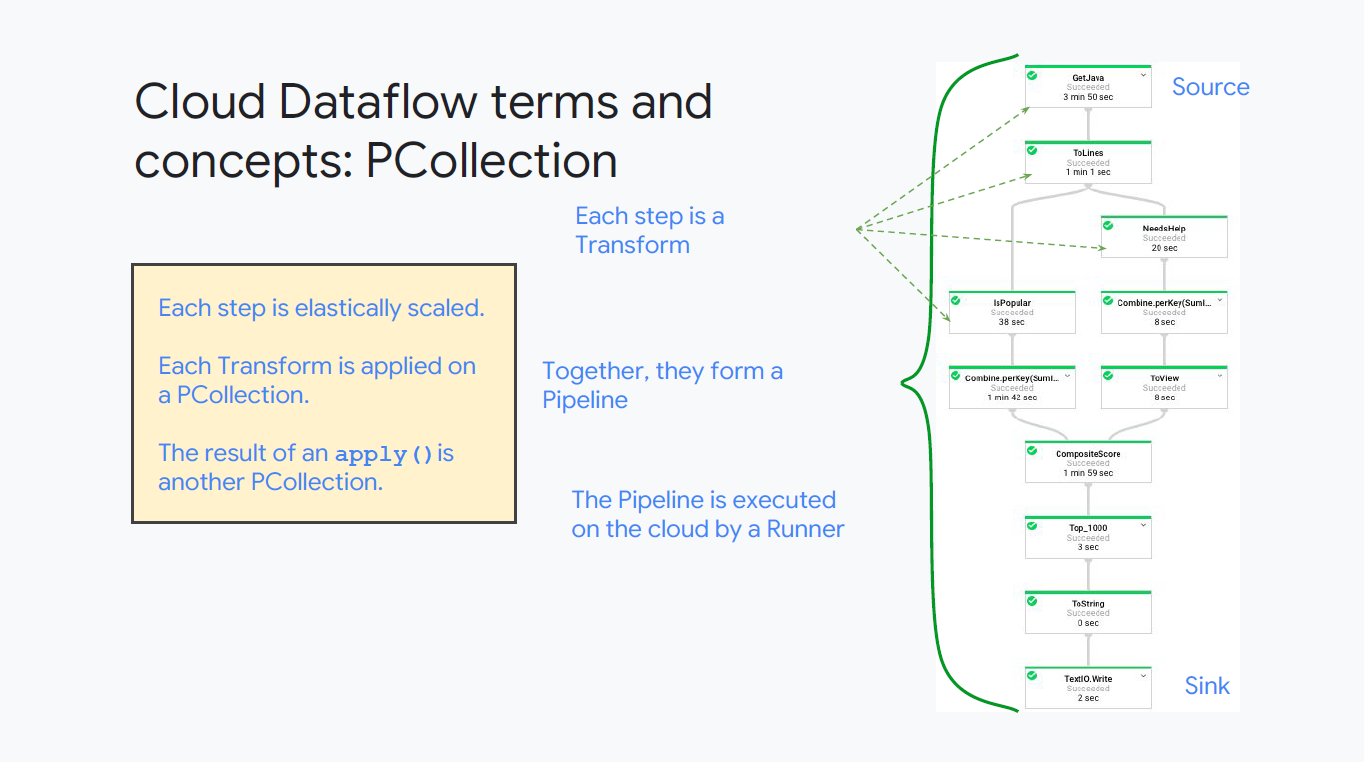 Cloud Dataflow terms and
concepts: PCollection
Each step is a
Transform
Each step is elastically scaled.
Each Transform is applied on
a PCollection.
The result of an apply() is
another PCollection.
Together, they form a
Pipeline
The Pipeline is executed
on the cloud by a Runner
Source
GetJava
Succeeded
3 min 50 sec
ToLines
Succeeded
1 min 1 sec
NeedsHelp
Succeeded
20 sec
IsPopular
Succeeded
38 sec
Combine.perKey(SumI...
Succeeded
8 sec
Combine.perKey(SumI...
Succeeded
1 min 42 sec
ToView
Succeeded
8 sec
CompositeScore
Succeeded
1 min 59 sec
Top_1000
Succeeded
3 sec
ToString
Succeeded
0 sec
TextIO.Write
Succeeded
2 sec
Sink